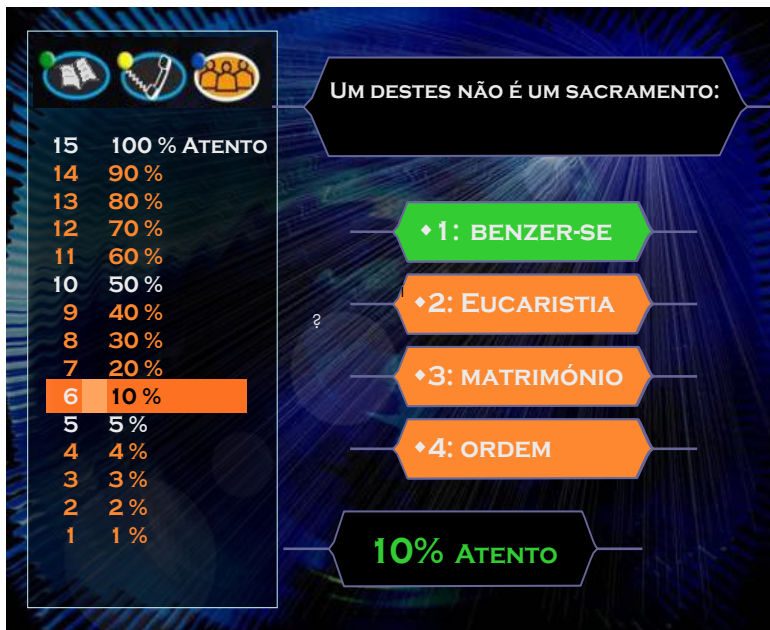 Um destes não é um sacramento:
15 100 % Atento
14 90 %
13 80 %
12 70 %
11 60 %
10 50 %
9 40 %
8 30 %
7 20 %
6 10 %
5 5 %
4 4 %
3 3 %
2 2 %
1 1 %
?
1: benzer-se
2: Eucaristia
3: matrimónio
4: ordem
10% Atento